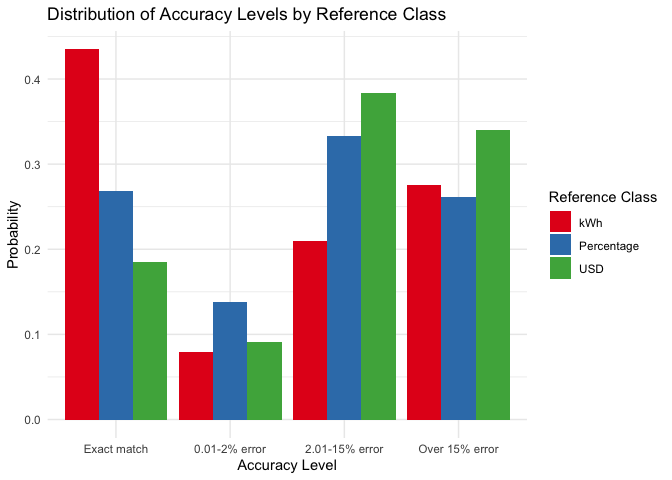 Distribution of Accuracy Levels by Reference Class
Probability
0.4
0.3
0.2
0.1
0.0
Exact match
0.01-2% error
2.01-15% error
Over 15% error
Accuracy Level
Reference Class
kWh
Percentage
USD